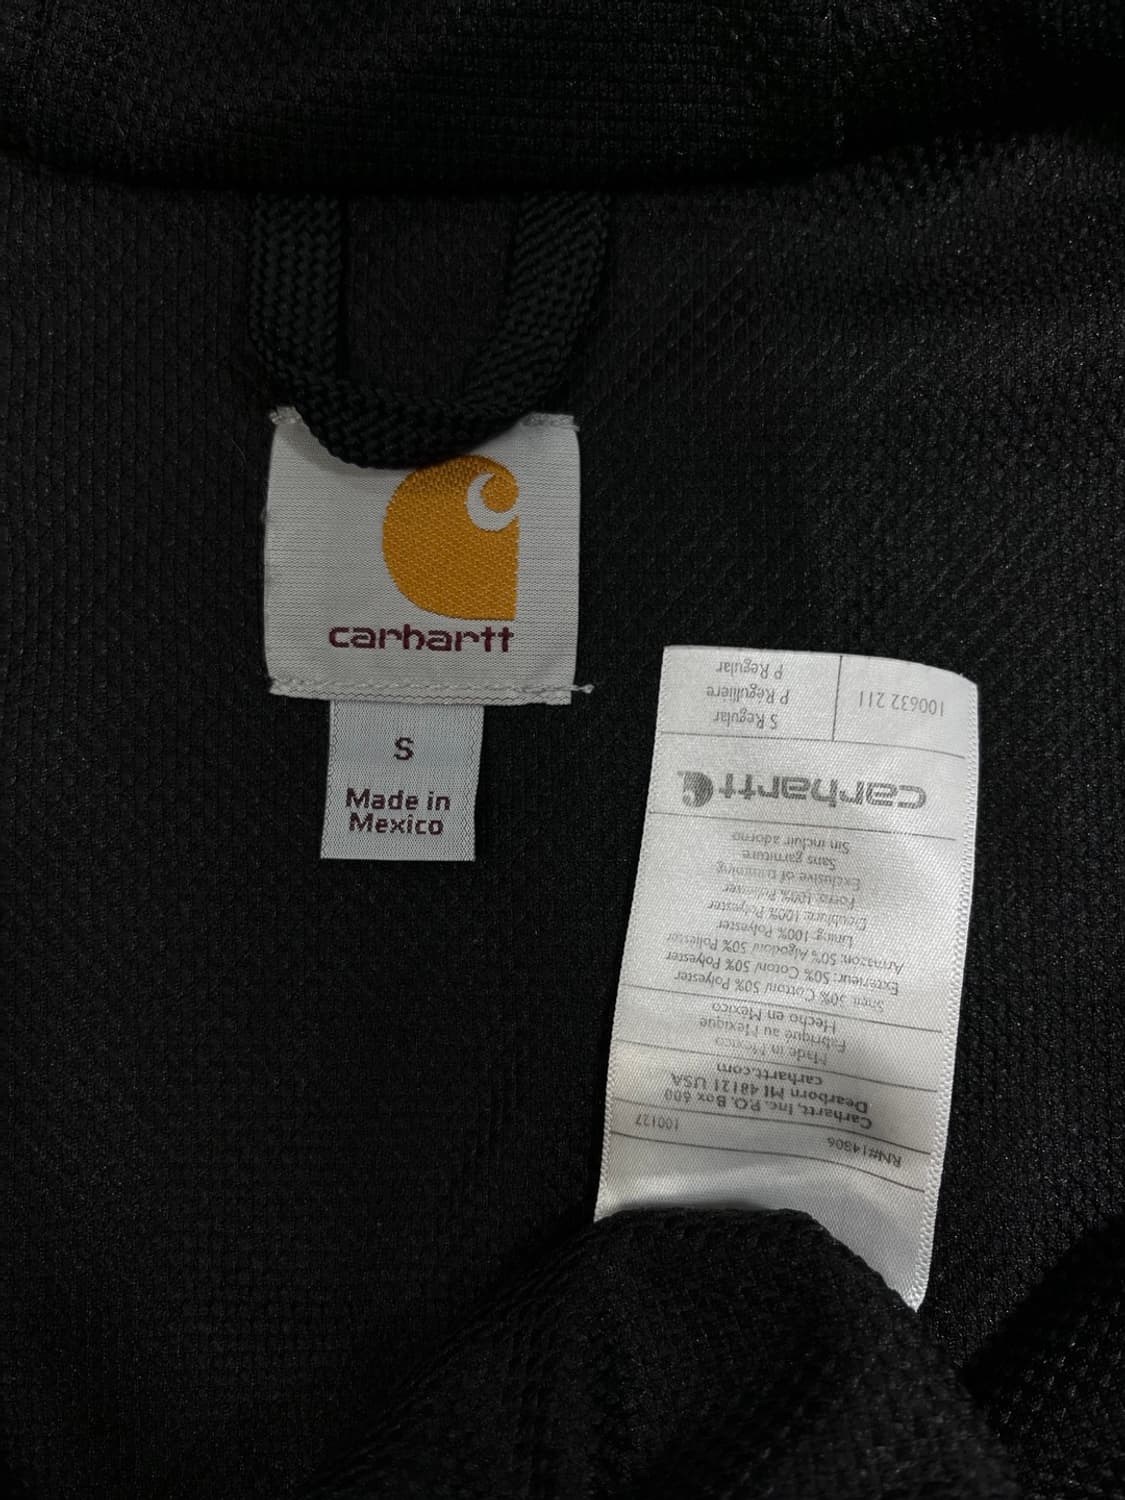 carhartt
S
Made in
Mexico
100632 211
S Regular
P Régulière
P Regular
carhartt
RN#14806
100127
Carhartt, Inc. P.O. Box 600
Dearborn MI 48121 USA
carhartt.com
Made in Mexico
Fabriqué au Mexique
Hecho en México
Shell: 50% Cotton/ 50% Polyester
Extérieur: 50% Coton/ 50% Polyester
Armazon: 50% Algodon/ 50% Poliester
Lining: 100% Polyester
Doublure: 100% Polyester
Forro: 100% Poliester
Exclusive of trimming
Sans garniture
Sin incluir adorno